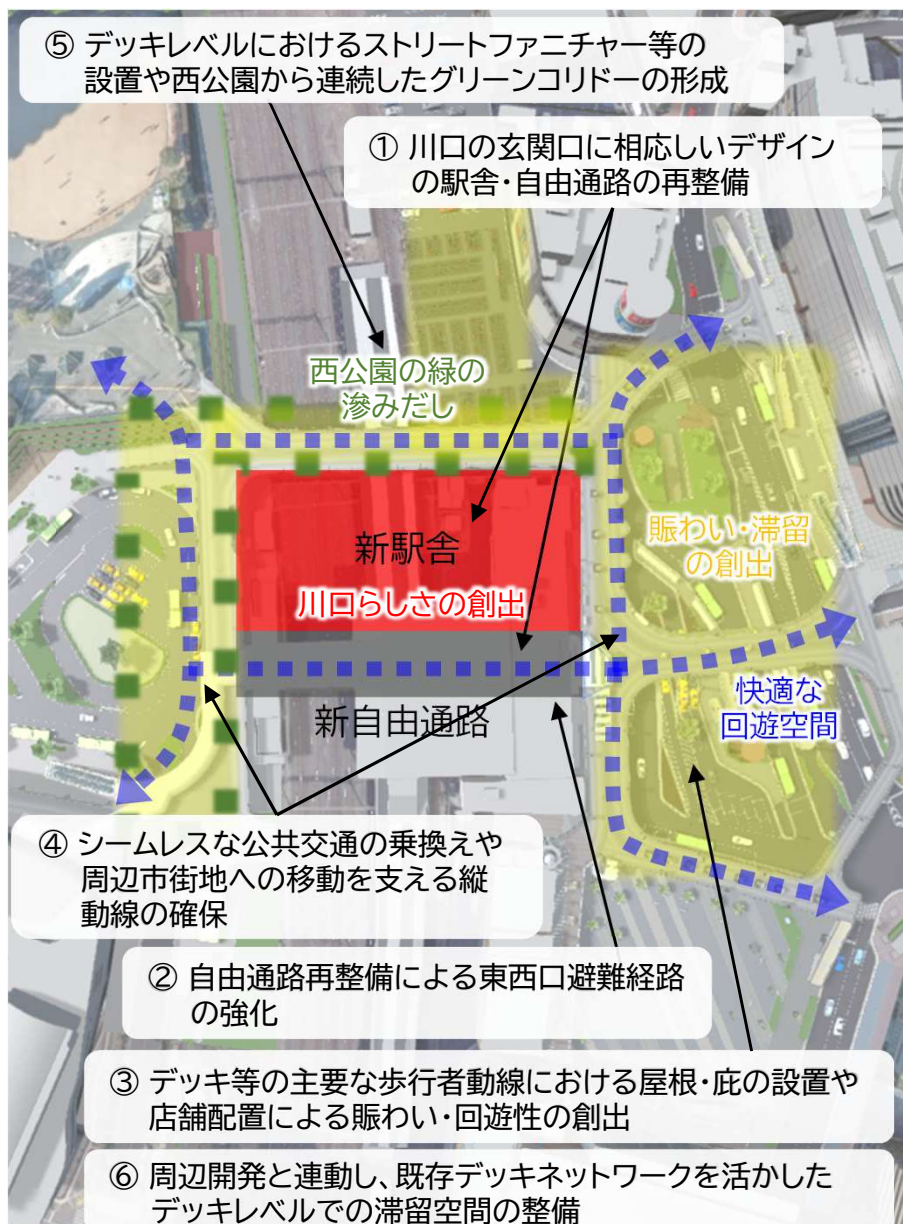 ⑤ デッキレベルにおけるストリートファニチャー等の
設置や西公園から連続したグリーンコリドーの形成
① 川口の玄関口に相応しいデザイン
の駅舎・自由通路の再整備
西公園の緑の
滲みだし
新駅舎
川口らしさの創出
賑わい・滞留
の創出
新自由通路
快適な
回遊空間
④ シームレスな公共交通の乗換えや
周辺市街地への移動を支える縦
動線の確保
② 自由通路再整備による東西口避難経路
の強化
③ デッキ等の主要な歩行者動線における屋根・庇の設置や
店舗配置による賑わい・回遊性の創出
⑥ 周辺開発と連動し、既存デッキネットワークを活かした
デッキレベルでの滞留空間の整備